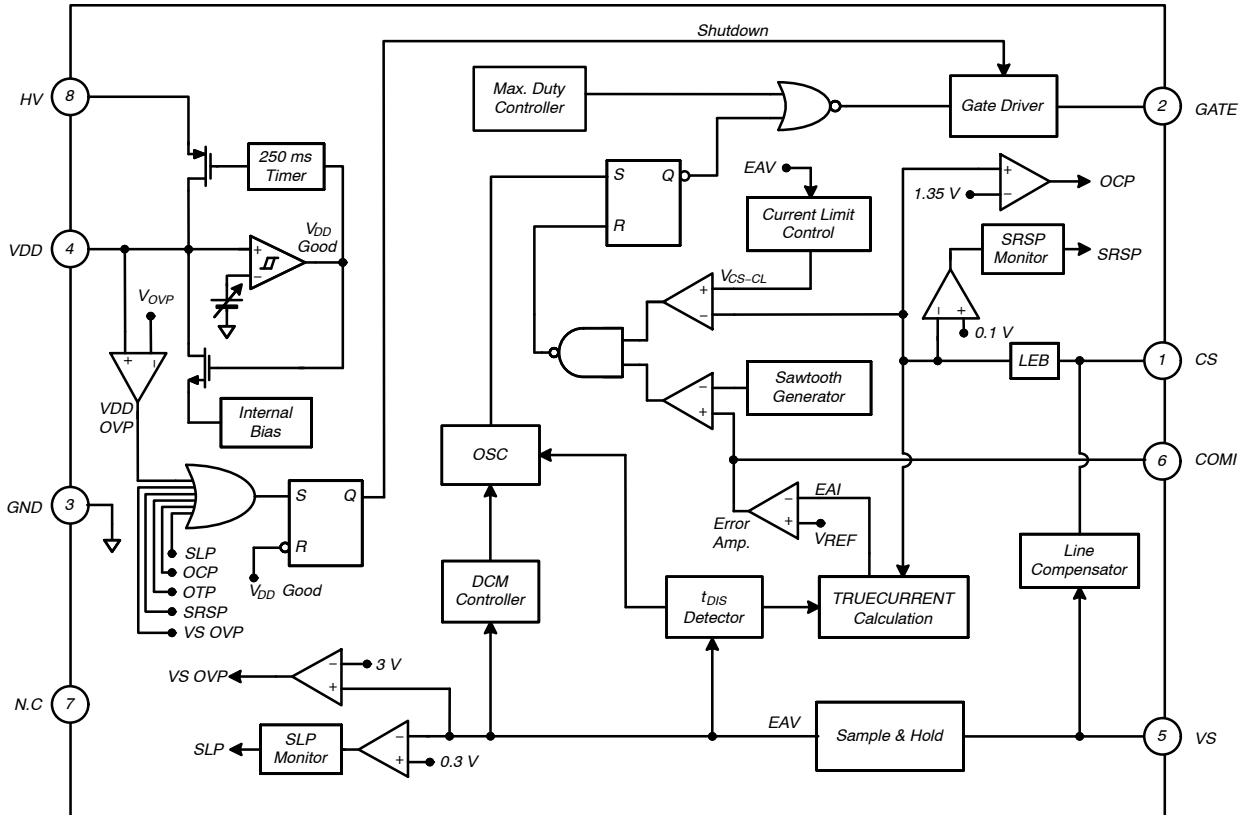 Shutdown
HV
8
250 ms
Timer
Max. Duty
Controller
Gate Driver
2
GATE
VDD
4
VDD
Good
+
−
S
Q
R
EAV
Current Limit
Control
+
−
1.35 V
OCP
SRSP
Monitor
SRSP
−
+
0.1 V
VOVP
+
−
VDD
OVP
Internal
Bias
VCS−CL
+
−
LEB
1
CS
−
+
Sawtooth
Generator
OSC
6
COMI
GND
3
S
Q
R
VDD Good
SLP
OCP
OTP
SRSP
VS OVP
Error
Amp.
−
+
EAI
VREF
DCM
Controller
tDIS
Detector
TRUECURRENT
Calculation
Line
Compensator
N.C
7
VS OVP
−
+
3 V
SLP
SLP
Monitor
−
+
0.3 V
EAV
Sample & Hold
5
VS